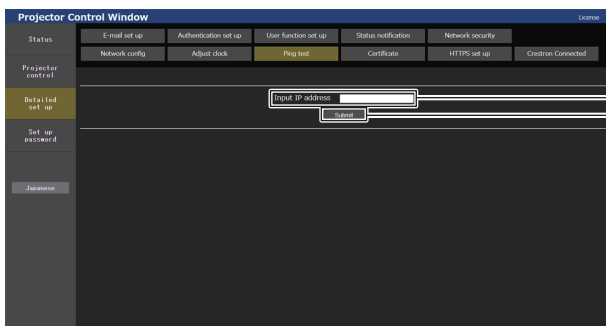 Projector Control Window License
Status
E-mail set up Authentication set up User function set up Status notification Network security
Network config Adjust clock Ping test Certificate HTTPS set up Crestron Connected
Projector
control
Detailed
set up
Input IP address
Submit
Set up
password
Japanese